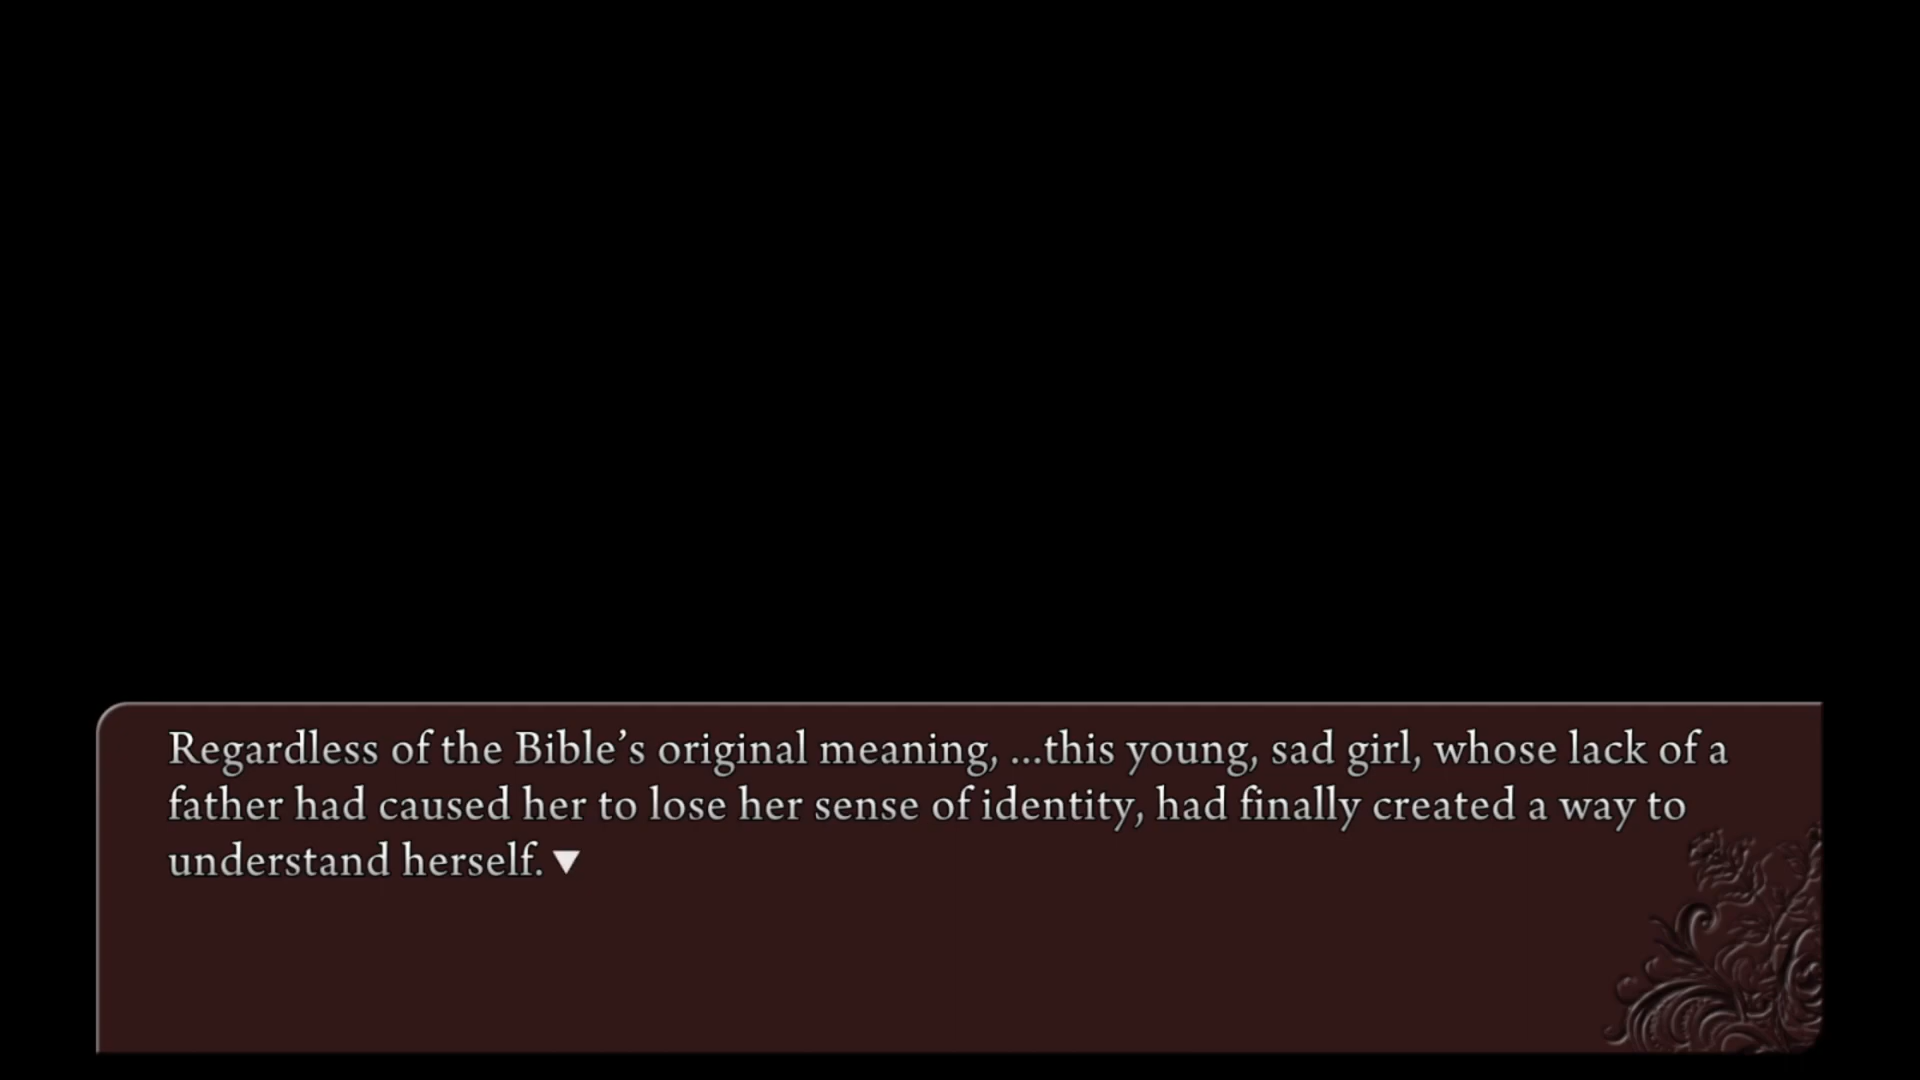 Regardless of the Bible’s original meaning, ...this young, sad girl, whose lack of a
father had caused her to lose her sense of identity, had finally created a way to
understand herself.